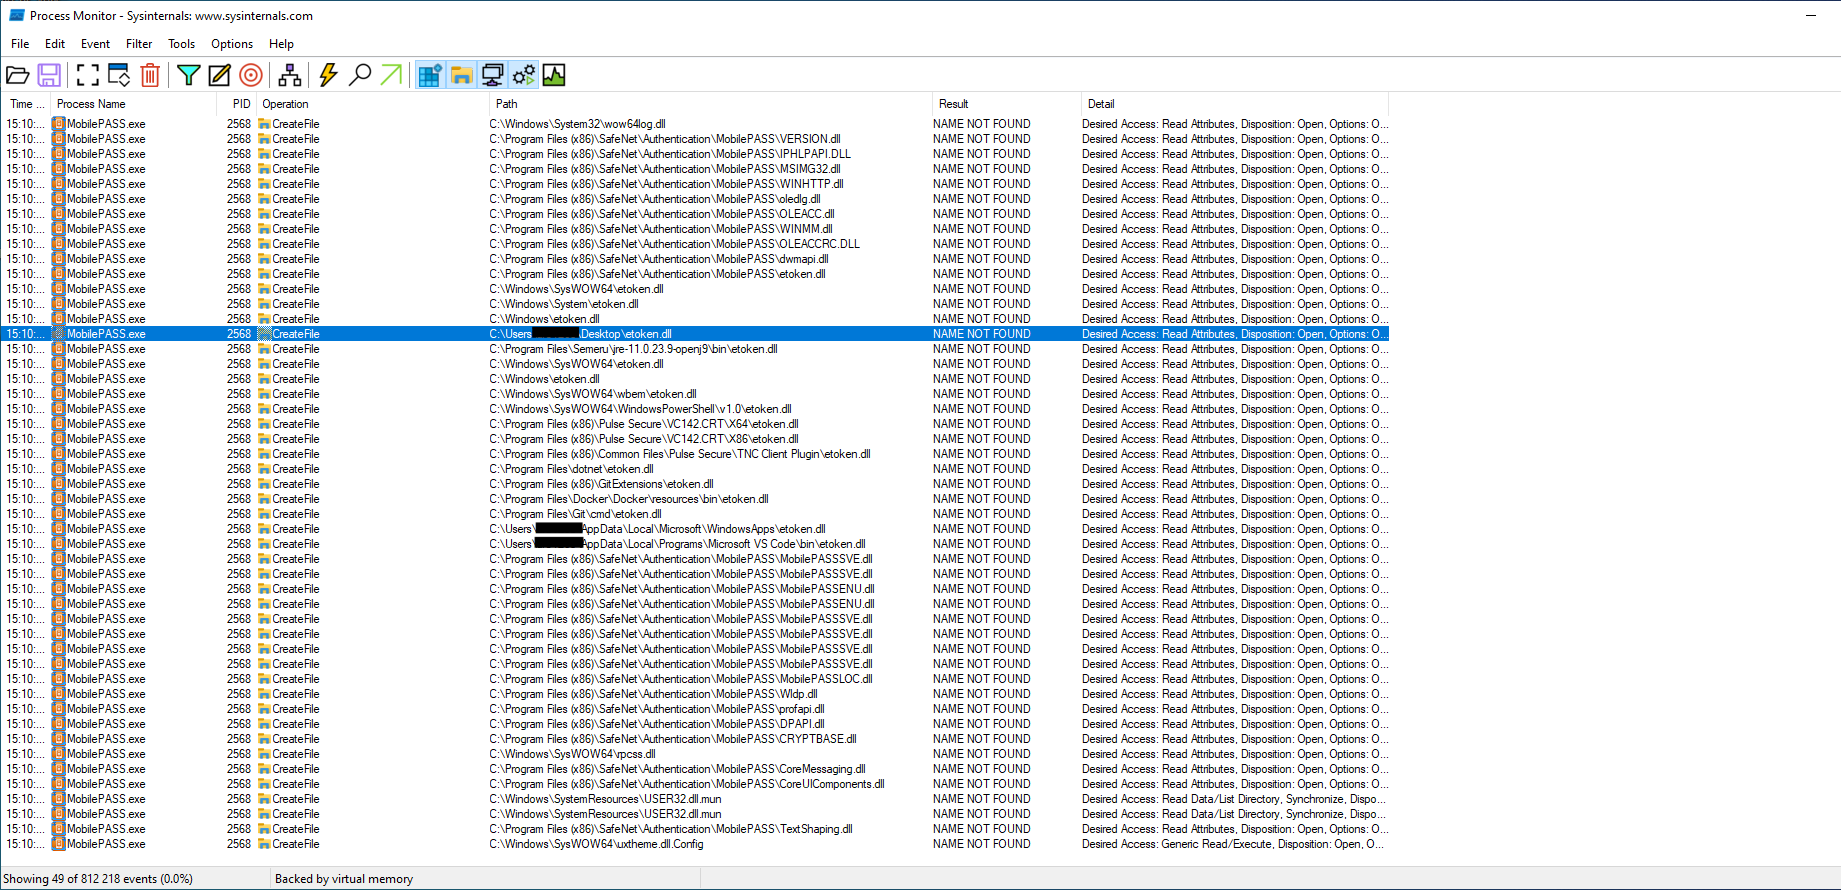 Process Monitor - Sysinternals: www.sysinternals.com
File Edit Event Filter Tools Options Help
Time ... Process Name PID Operation Path Result Detail
15:10:... MobilePASS.exe 2568 CreateFile C:\Windows\System32\wow64log.dll NAME NOT FOUND Desired Access: Read Attributes, Disposition: Open, Options: O...
15:10:... MobilePASS.exe 2568 CreateFile C:\Program Files (x86)\SafeNet\Authentication\MobilePASS\VERSION.dll NAME NOT FOUND Desired Access: Read Attributes, Disposition: Open, Options: O...
15:10:... MobilePASS.exe 2568 CreateFile C:\Program Files (x86)\SafeNet\Authentication\MobilePASS\IPHLPAPI.DLL NAME NOT FOUND Desired Access: Read Attributes, Disposition: Open, Options: O...
15:10:... MobilePASS.exe 2568 CreateFile C:\Program Files (x86)\SafeNet\Authentication\MobilePASS\MSIMG32.dll NAME NOT FOUND Desired Access: Read Attributes, Disposition: Open, Options: O...
15:10:... MobilePASS.exe 2568 CreateFile C:\Program Files (x86)\SafeNet\Authentication\MobilePASS\WINHTTP.dll NAME NOT FOUND Desired Access: Read Attributes, Disposition: Open, Options: O...
15:10:... MobilePASS.exe 2568 CreateFile C:\Program Files (x86)\SafeNet\Authentication\MobilePASS\oledlg.dll NAME NOT FOUND Desired Access: Read Attributes, Disposition: Open, Options: O...
15:10:... MobilePASS.exe 2568 CreateFile C:\Program Files (x86)\SafeNet\Authentication\MobilePASS\OLEACC.dll NAME NOT FOUND Desired Access: Read Attributes, Disposition: Open, Options: O...
15:10:... MobilePASS.exe 2568 CreateFile C:\Program Files (x86)\SafeNet\Authentication\MobilePASS\WINMM.dll NAME NOT FOUND Desired Access: Read Attributes, Disposition: Open, Options: O...
15:10:... MobilePASS.exe 2568 CreateFile C:\Program Files (x86)\SafeNet\Authentication\MobilePASS\OLEACCRC.DLL NAME NOT FOUND Desired Access: Read Attributes, Disposition: Open, Options: O...
15:10:... MobilePASS.exe 2568 CreateFile C:\Program Files (x86)\SafeNet\Authentication\MobilePASS\dwmapi.dll NAME NOT FOUND Desired Access: Read Attributes, Disposition: Open, Options: O...
15:10:... MobilePASS.exe 2568 CreateFile C:\Program Files (x86)\SafeNet\Authentication\MobilePASS\etoken.dll NAME NOT FOUND Desired Access: Read Attributes, Disposition: Open, Options: O...
15:10:... MobilePASS.exe 2568 CreateFile C:\Windows\SysWOW64\etoken.dll NAME NOT FOUND Desired Access: Read Attributes, Disposition: Open, Options: O...
15:10:... MobilePASS.exe 2568 CreateFile C:\Windows\System\etoken.dll NAME NOT FOUND Desired Access: Read Attributes, Disposition: Open, Options: O...
15:10:... MobilePASS.exe 2568 CreateFile C:\Windows\etoken.dll NAME NOT FOUND Desired Access: Read Attributes, Disposition: Open, Options: O...
15:10:... MobilePASS.exe 2568 CreateFile C:\Users Desktop\etoken.dll NAME NOT FOUND Desired Access: Read Attributes, Disposition: Open, Options: O...
15:10:... MobilePASS.exe 2568 CreateFile C:\Program Files\Semeru\jre-11.0.23.9-openj9\bin\etoken.dll NAME NOT FOUND Desired Access: Read Attributes, Disposition: Open, Options: O...
15:10:... MobilePASS.exe 2568 CreateFile C:\Windows\SysWOW64\etoken.dll NAME NOT FOUND Desired Access: Read Attributes, Disposition: Open, Options: O...
15:10:... MobilePASS.exe 2568 CreateFile C:\Windows\etoken.dll NAME NOT FOUND Desired Access: Read Attributes, Disposition: Open, Options: O...
15:10:... MobilePASS.exe 2568 CreateFile C:\Windows\SysWOW64\wbem\etoken.dll NAME NOT FOUND Desired Access: Read Attributes, Disposition: Open, Options: O...
15:10:... MobilePASS.exe 2568 CreateFile C:\Windows\SysWOW64\WindowsPowerShell\v1.0\etoken.dll NAME NOT FOUND Desired Access: Read Attributes, Disposition: Open, Options: O...
15:10:... MobilePASS.exe 2568 CreateFile C:\Program Files (x86)\Pulse Secure\VC142.CRT\X64\etoken.dll NAME NOT FOUND Desired Access: Read Attributes, Disposition: Open, Options: O...
15:10:... MobilePASS.exe 2568 CreateFile C:\Program Files (x86)\Pulse Secure\VC142.CRT\X86\etoken.dll NAME NOT FOUND Desired Access: Read Attributes, Disposition: Open, Options: O...
15:10:... MobilePASS.exe 2568 CreateFile C:\Program Files (x86)\Common Files\Pulse Secure\TNC Client Plugin\etoken.dll NAME NOT FOUND Desired Access: Read Attributes, Disposition: Open, Options: O...
15:10:... MobilePASS.exe 2568 CreateFile C:\Program Files\dotnet\etoken.dll NAME NOT FOUND Desired Access: Read Attributes, Disposition: Open, Options: O...
15:10:... MobilePASS.exe 2568 CreateFile C:\Program Files (x86)\GitExtensions\etoken.dll NAME NOT FOUND Desired Access: Read Attributes, Disposition: Open, Options: O...
15:10:... MobilePASS.exe 2568 CreateFile C:\Program Files\Docker\Docker\resources\bin\etoken.dll NAME NOT FOUND Desired Access: Read Attributes, Disposition: Open, Options: O...
15:10:... MobilePASS.exe 2568 CreateFile C:\Program Files\Git\cmd\etoken.dll NAME NOT FOUND Desired Access: Read Attributes, Disposition: Open, Options: O...
15:10:... MobilePASS.exe 2568 CreateFile C:\Users\ AppData\Local\Microsoft\WindowsApps\etoken.dll NAME NOT FOUND Desired Access: Read Attributes, Disposition: Open, Options: O...
15:10:... MobilePASS.exe 2568 CreateFile C:\Users\ AppData\Local\Programs\Microsoft VS Code\bin\etoken.dll NAME NOT FOUND Desired Access: Read Attributes, Disposition: Open, Options: O...
15:10:... MobilePASS.exe 2568 CreateFile C:\Program Files (x86)\SafeNet\Authentication\MobilePASS\MobilePASSSVE.dll NAME NOT FOUND Desired Access: Read Attributes, Disposition: Open, Options: O...
15:10:... MobilePASS.exe 2568 CreateFile C:\Program Files (x86)\SafeNet\Authentication\MobilePASS\MobilePASSSVE.dll NAME NOT FOUND Desired Access: Read Attributes, Disposition: Open, Options: O...
15:10:... MobilePASS.exe 2568 CreateFile C:\Program Files (x86)\SafeNet\Authentication\MobilePASS\MobilePASSENU.dll NAME NOT FOUND Desired Access: Read Attributes, Disposition: Open, Options: O...
15:10:... MobilePASS.exe 2568 CreateFile C:\Program Files (x86)\SafeNet\Authentication\MobilePASS\MobilePASSENU.dll NAME NOT FOUND Desired Access: Read Attributes, Disposition: Open, Options: O...
15:10:... MobilePASS.exe 2568 CreateFile C:\Program Files (x86)\SafeNet\Authentication\MobilePASS\MobilePASSSVE.dll NAME NOT FOUND Desired Access: Read Attributes, Disposition: Open, Options: O...
15:10:... MobilePASS.exe 2568 CreateFile C:\Program Files (x86)\SafeNet\Authentication\MobilePASS\MobilePASSSVE.dll NAME NOT FOUND Desired Access: Read Attributes, Disposition: Open, Options: O...
15:10:... MobilePASS.exe 2568 CreateFile C:\Program Files (x86)\SafeNet\Authentication\MobilePASS\MobilePASSSVE.dll NAME NOT FOUND Desired Access: Read Attributes, Disposition: Open, Options: O...
15:10:... MobilePASS.exe 2568 CreateFile C:\Program Files (x86)\SafeNet\Authentication\MobilePASS\MobilePASSSVE.dll NAME NOT FOUND Desired Access: Read Attributes, Disposition: Open, Options: O...
15:10:... MobilePASS.exe 2568 CreateFile C:\Program Files (x86)\SafeNet\Authentication\MobilePASS\MobilePASSLOC.dll NAME NOT FOUND Desired Access: Read Attributes, Disposition: Open, Options: O...
15:10:... MobilePASS.exe 2568 CreateFile C:\Program Files (x86)\SafeNet\Authentication\MobilePASS\Wldp.dll NAME NOT FOUND Desired Access: Read Attributes, Disposition: Open, Options: O...
15:10:... MobilePASS.exe 2568 CreateFile C:\Program Files (x86)\SafeNet\Authentication\MobilePASS\profapi.dll NAME NOT FOUND Desired Access: Read Attributes, Disposition: Open, Options: O...
15:10:... MobilePASS.exe 2568 CreateFile C:\Program Files (x86)\SafeNet\Authentication\MobilePASS\DPAPI.dll NAME NOT FOUND Desired Access: Read Attributes, Disposition: Open, Options: O...
15:10:... MobilePASS.exe 2568 CreateFile C:\Program Files (x86)\SafeNet\Authentication\MobilePASS\CRYPTBASE.dll NAME NOT FOUND Desired Access: Read Attributes, Disposition: Open, Options: O...
15:10:... MobilePASS.exe 2568 CreateFile C:\Windows\SysWOW64\rpcss.dll NAME NOT FOUND Desired Access: Read Attributes, Disposition: Open, Options: O...
15:10:... MobilePASS.exe 2568 CreateFile C:\Program Files (x86)\SafeNet\Authentication\MobilePASS\CoreMessaging.dll NAME NOT FOUND Desired Access: Read Attributes, Disposition: Open, Options: O...
15:10:... MobilePASS.exe 2568 CreateFile C:\Program Files (x86)\SafeNet\Authentication\MobilePASS\CoreUIComponents.dll NAME NOT FOUND Desired Access: Read Attributes, Disposition: Open, Options: O...
15:10:... MobilePASS.exe 2568 CreateFile C:\Windows\SystemResources\USER32.dll.mun NAME NOT FOUND Desired Access: Read Data/List Directory, Synchronize, Dispo...
15:10:... MobilePASS.exe 2568 CreateFile C:\Windows\SystemResources\USER32.dll.mun NAME NOT FOUND Desired Access: Read Data/List Directory, Synchronize, Dispo...
15:10:... MobilePASS.exe 2568 CreateFile C:\Program Files (x86)\SafeNet\Authentication\MobilePASS\TextShaping.dll NAME NOT FOUND Desired Access: Read Attributes, Disposition: Open, Options: O...
15:10:... MobilePASS.exe 2568 CreateFile C:\Windows\SysWOW64\uxtheme.dll.Config NAME NOT FOUND Desired Access: Generic Read/Execute, Disposition: Open, O...
Showing 49 of 812 218 events (0.0%) Backed by virtual memory